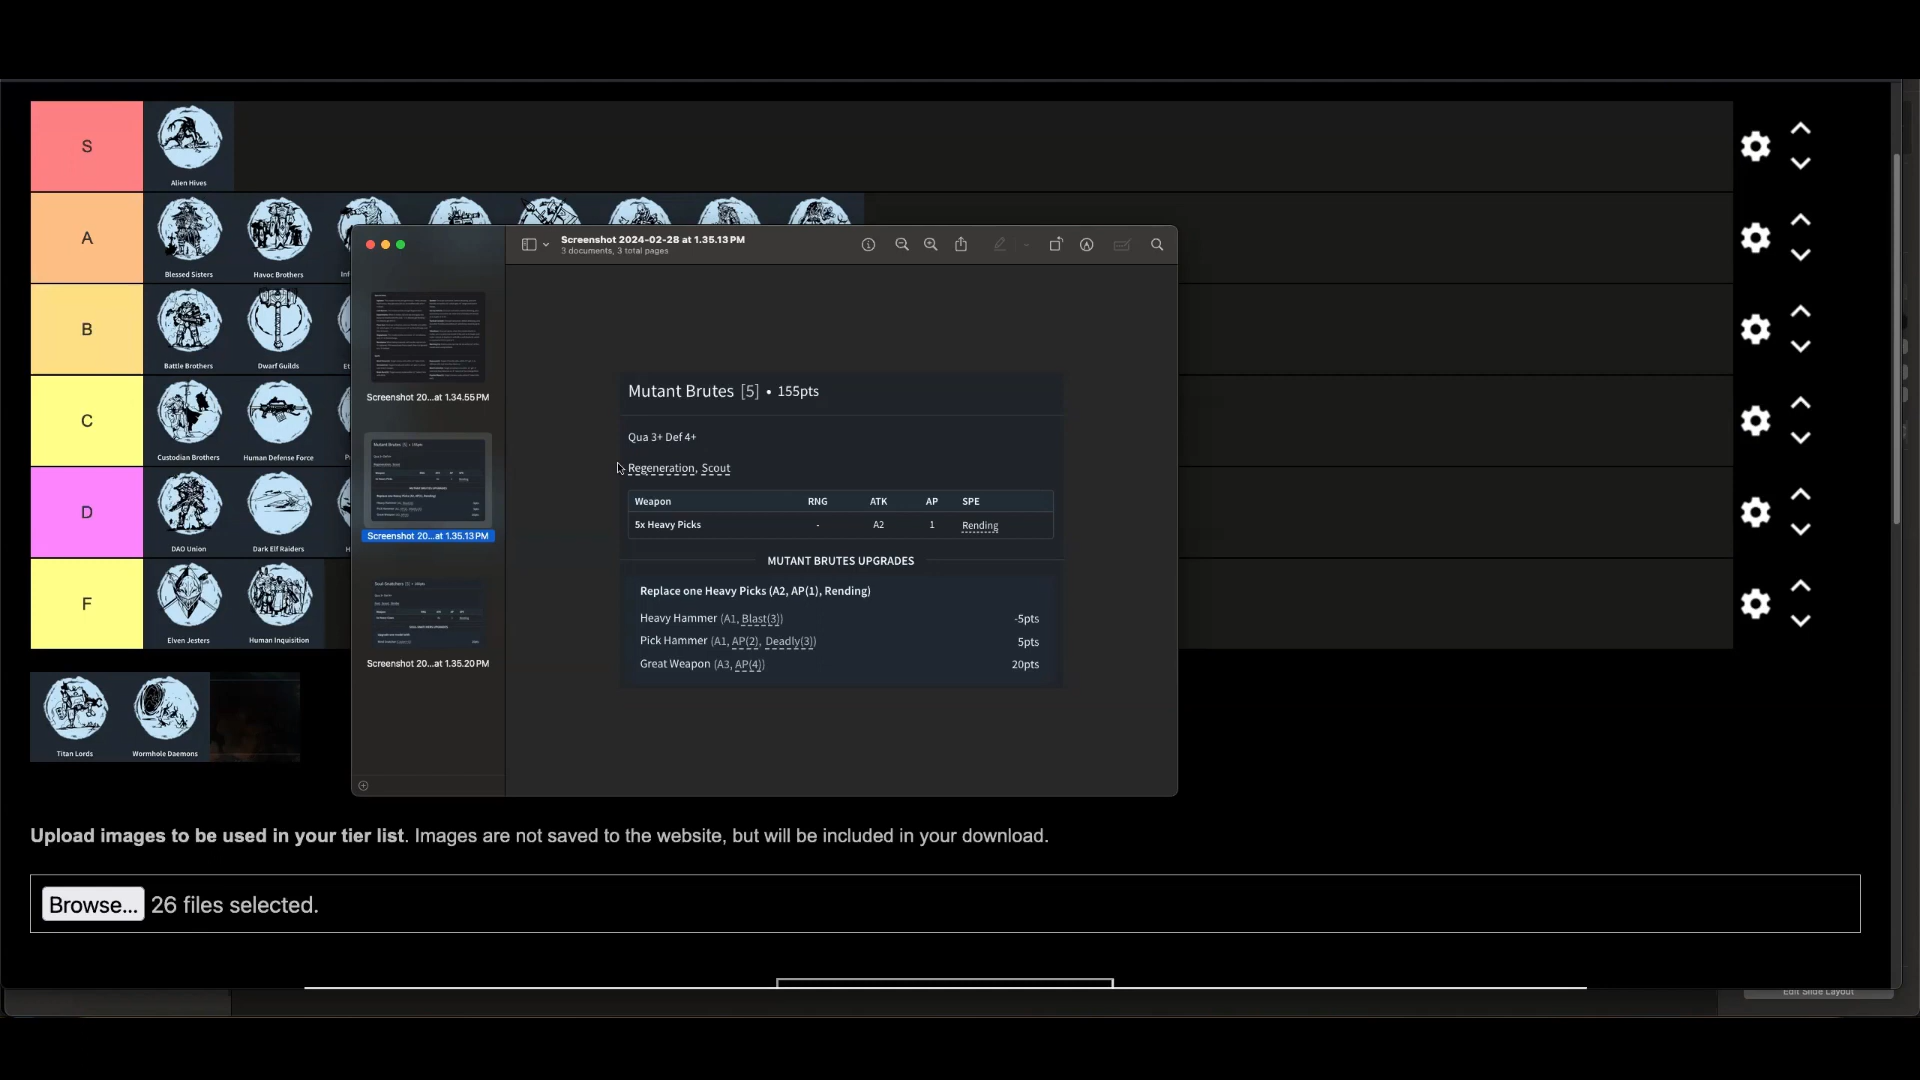 S
Alien Hives
A
Blessed Sisters
Havoc Brothers
B
Battle Brothers
Dwarf Guilds
C
Custodian Brothers
Human Defense Force
D
DAO Union
Dark Elf Raiders
F
Elven Jesters
Human Inquisition
Titan Lords
Wormhole Daemons
Screenshot 2024-02-28 at 1.35.13 PM
3 documents, 3 total pages
Screenshot 20...at 1.34.55 PM
Screenshot 20...at 1.35.13 PM
Screenshot 20...at 1.35.20 PM
Mutant Brutes [5] • 155pts
Qua 3+ Def 4+
Regeneration, Scout
Weapon RNG ATK AP SPE
5x Heavy Picks - A2 1 Rending
MUTANT BRUTES UPGRADES
Replace one Heavy Picks (A2, AP(1), Rending)
Heavy Hammer (A1, Blast(3)) -5pts
Pick Hammer (A1, AP(2), Deadly(3)) 5pts
Great Weapon (A3, AP(4)) 20pts
Upload images to be used in your tier list. Images are not saved to the website, but will be included in your download.
Browse... 26 files selected.
Edit Slide Layout